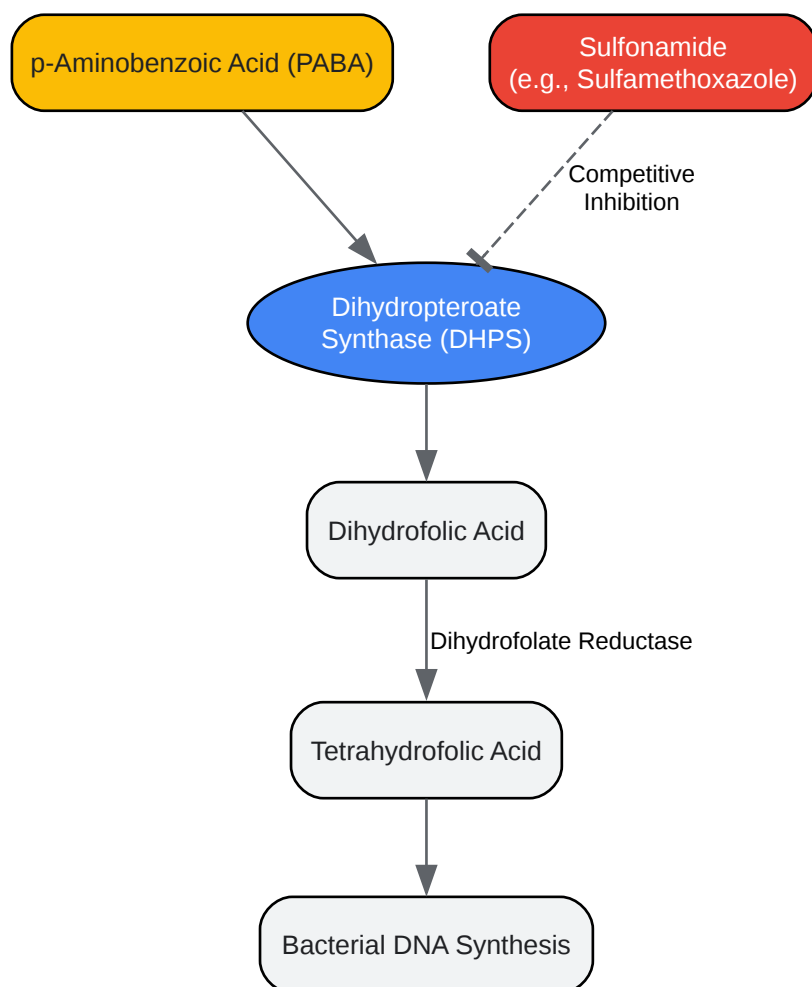 p-Aminobenzoic Acid (PABA)
Sulfonamide
(e.g., Sulfamethoxazole)
Competitive
Inhibition
Dihydropteroate
Synthase (DHPS)
Dihydrofolic Acid
Dihydrofolate Reductase
Tetrahydrofolic Acid
Bacterial DNA Synthesis